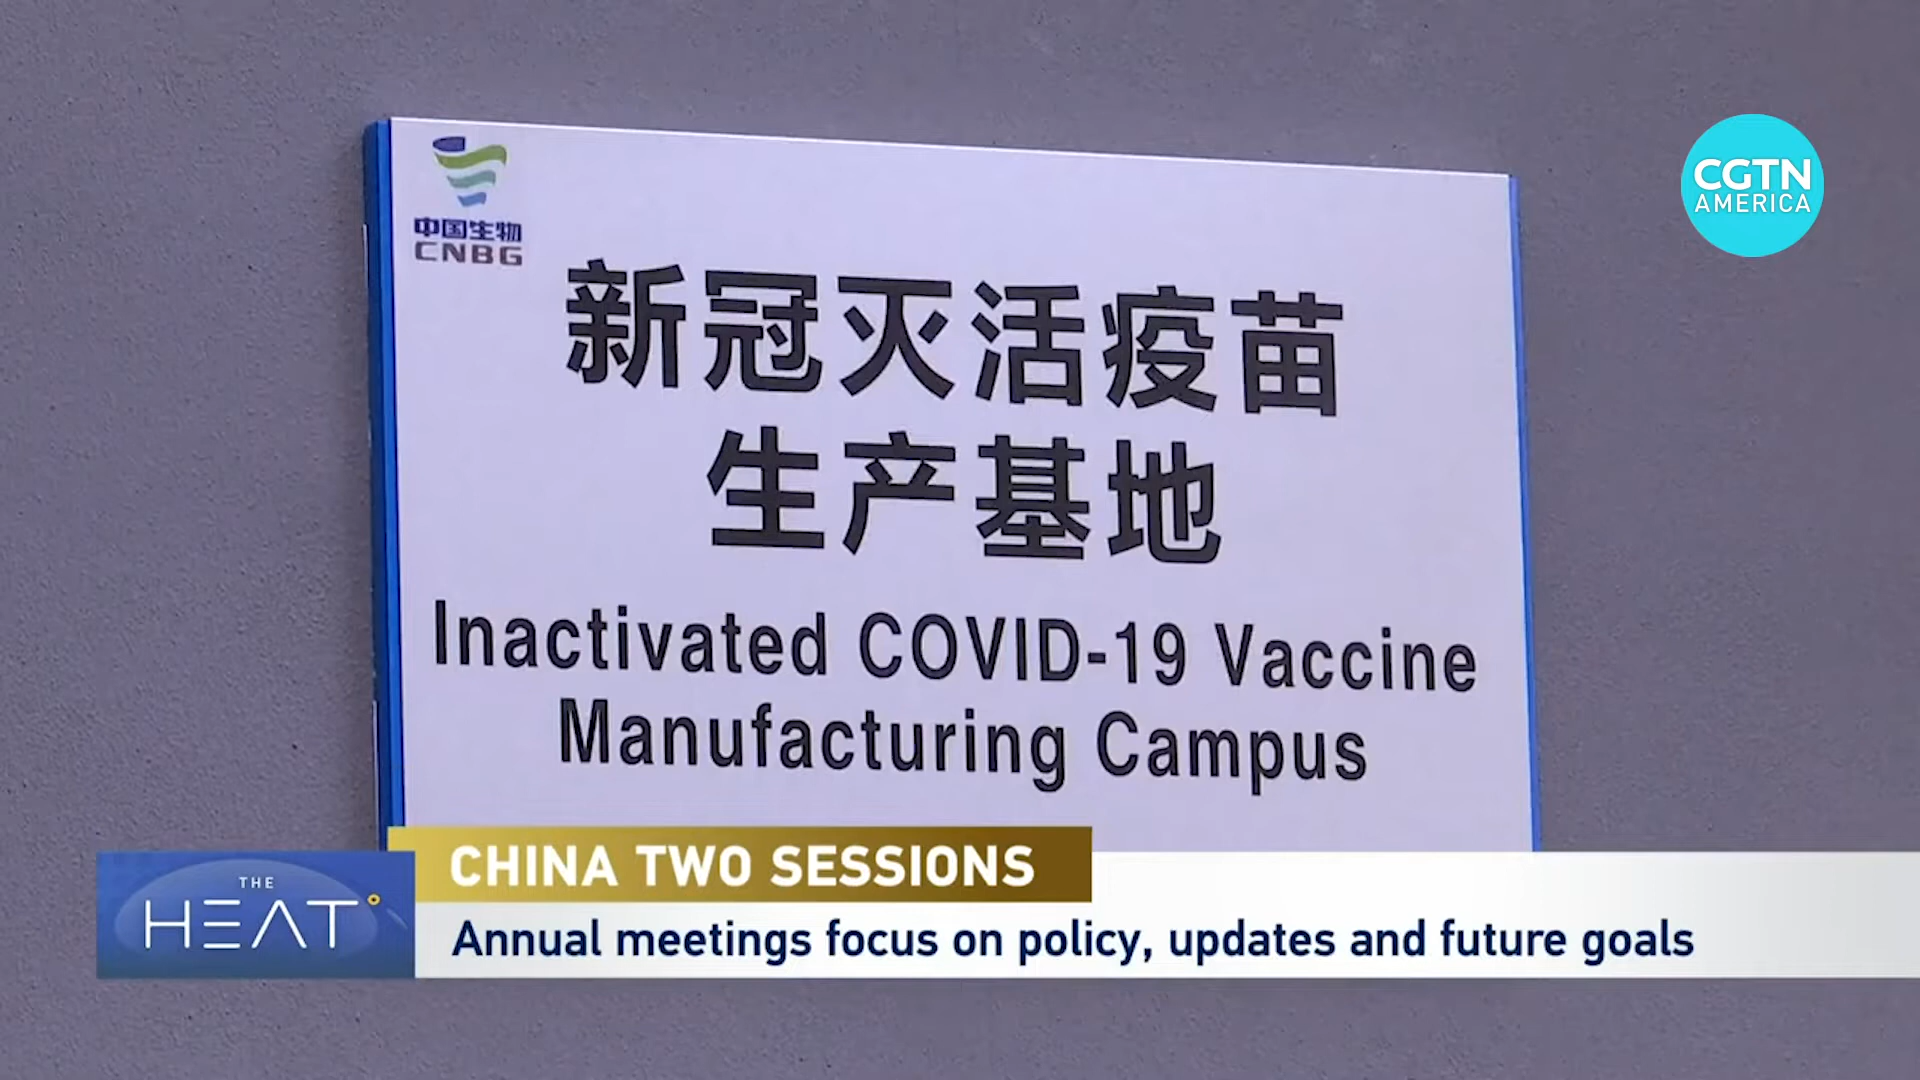 CGTN
AMERICA
中国生物
CNBG
新冠灭活疫苗
生产基地
Inactivated COVID-19 Vaccine
Manufacturing Campus
CHINA TWO SESSIONS
THE
HEAT
Annual meetings focus on policy, updates and future goals